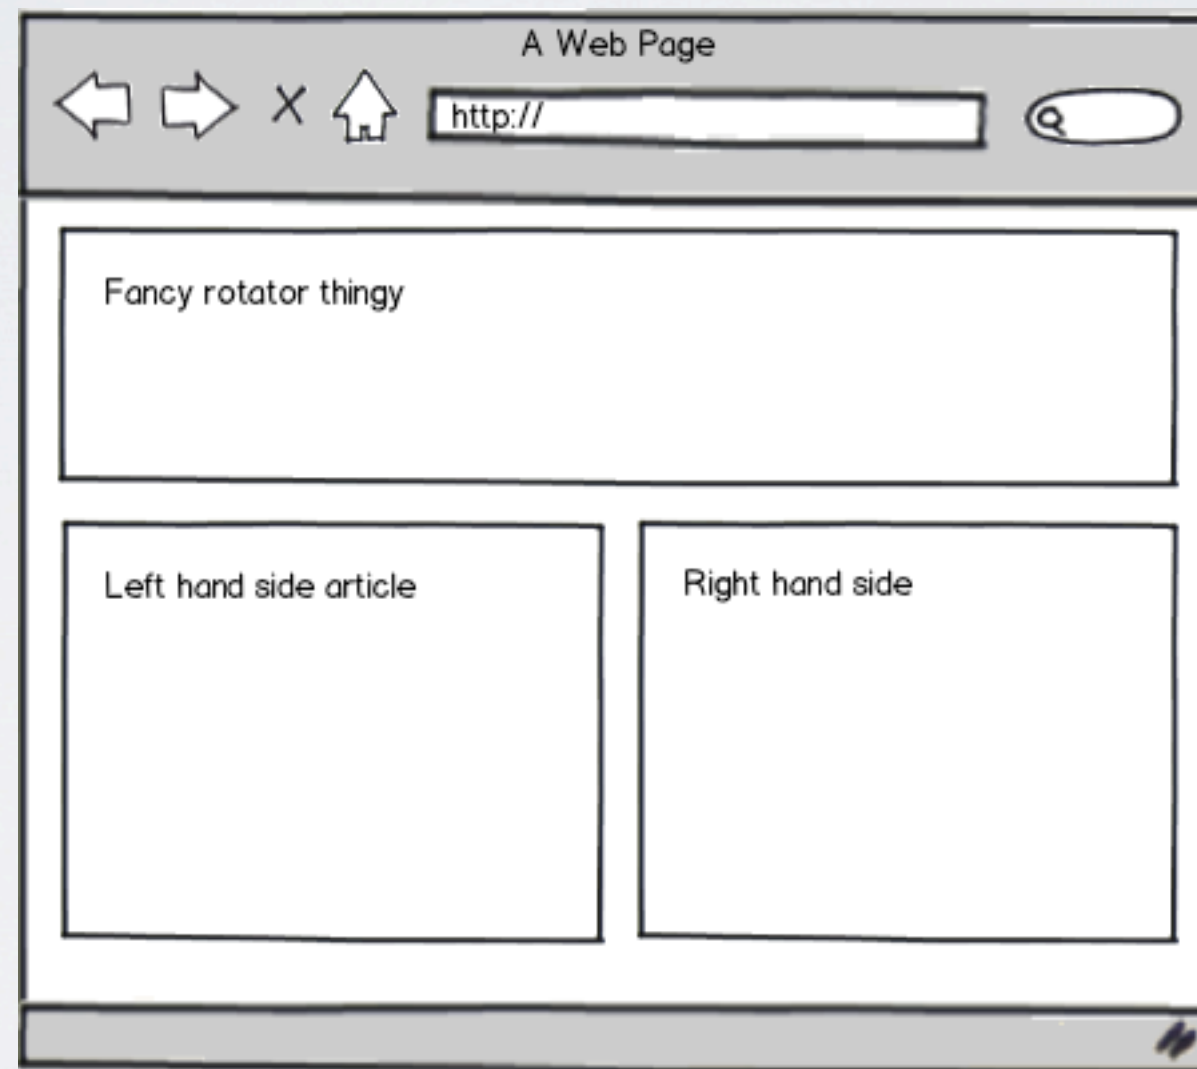 A Web Page
http://
Fancy rotator thingy
Left hand side article
Right hand side